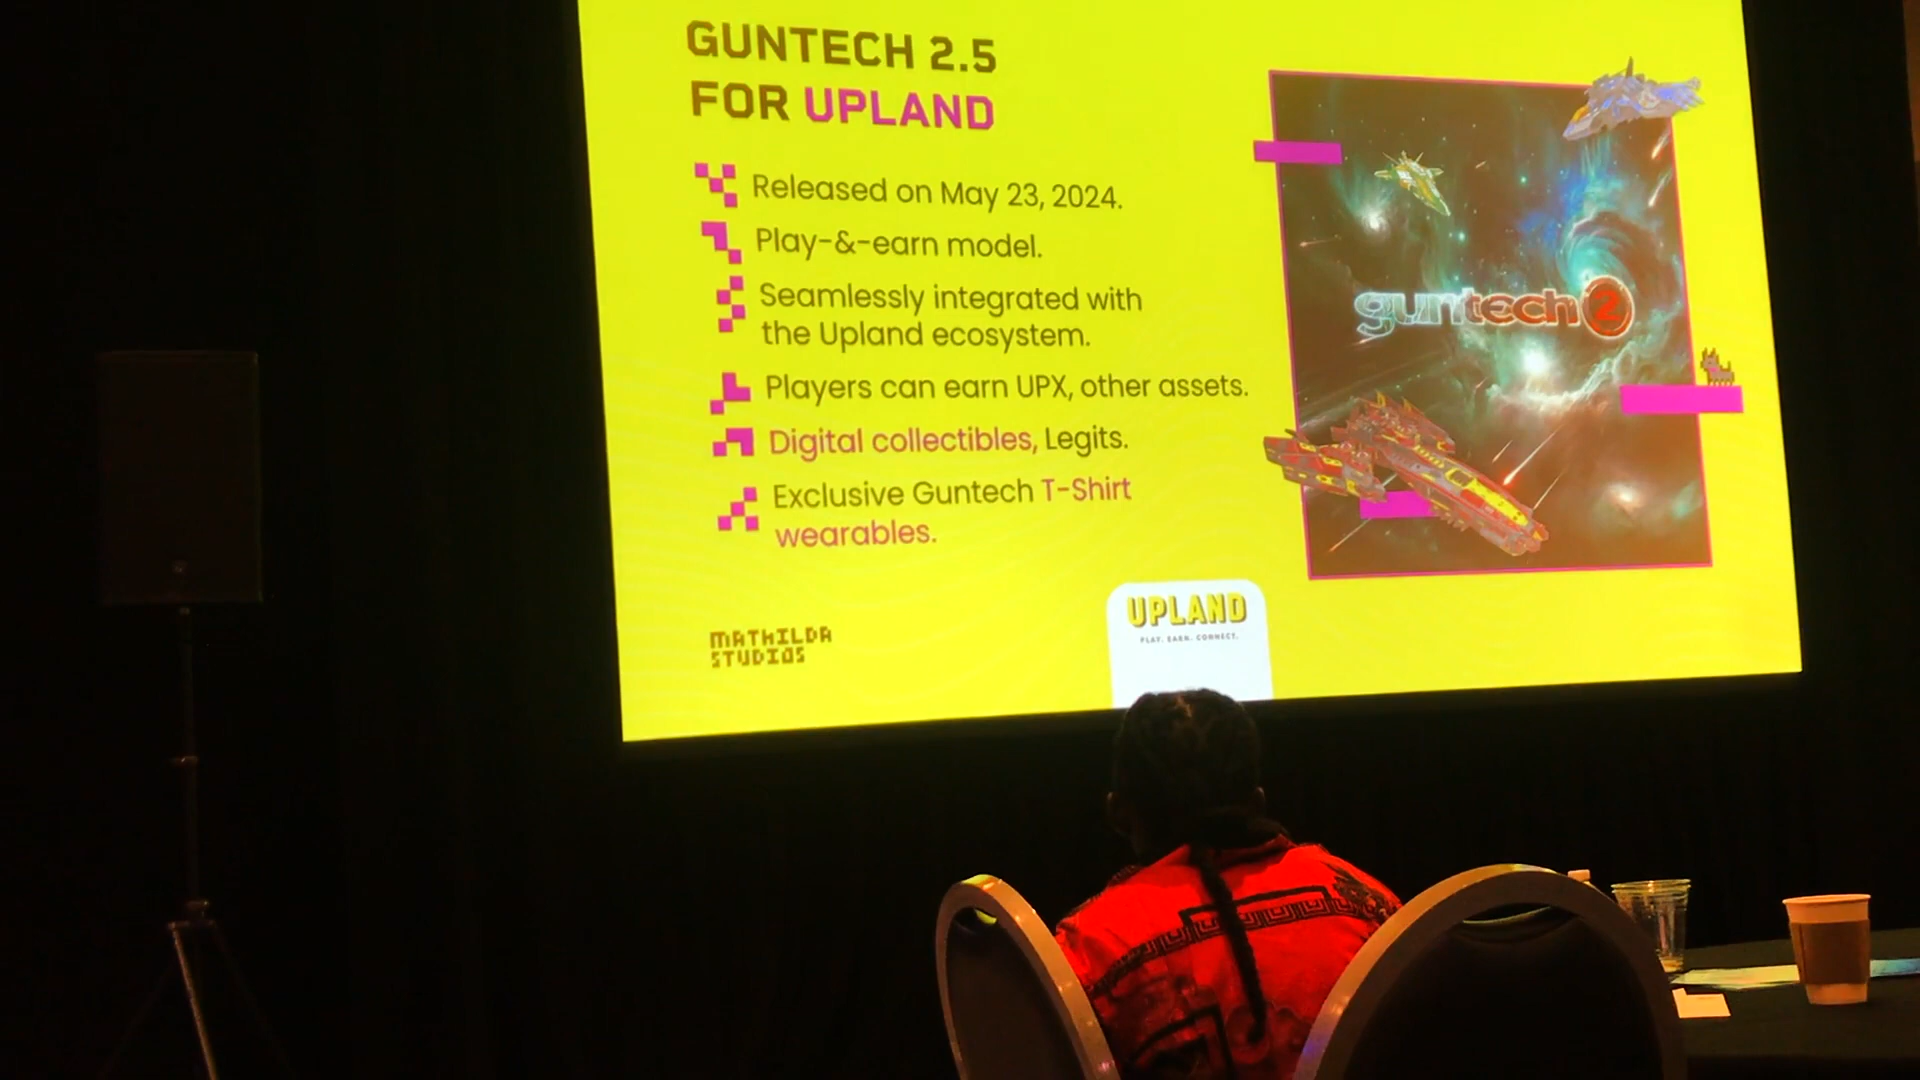 GUNTECH 2.5
FOR UPLAND
Released on May 23, 2024.
Play-&-earn model.
Seamlessly integrated with
the Upland ecosystem.
Players can earn UPX, other assets.
Digital collectibles, Legits.
Exclusive Guntech T-Shirt
wearables.
guntech 2
MATHILDA
STUDIOS
UPLAND
PLAY. EARN. CONNECT.